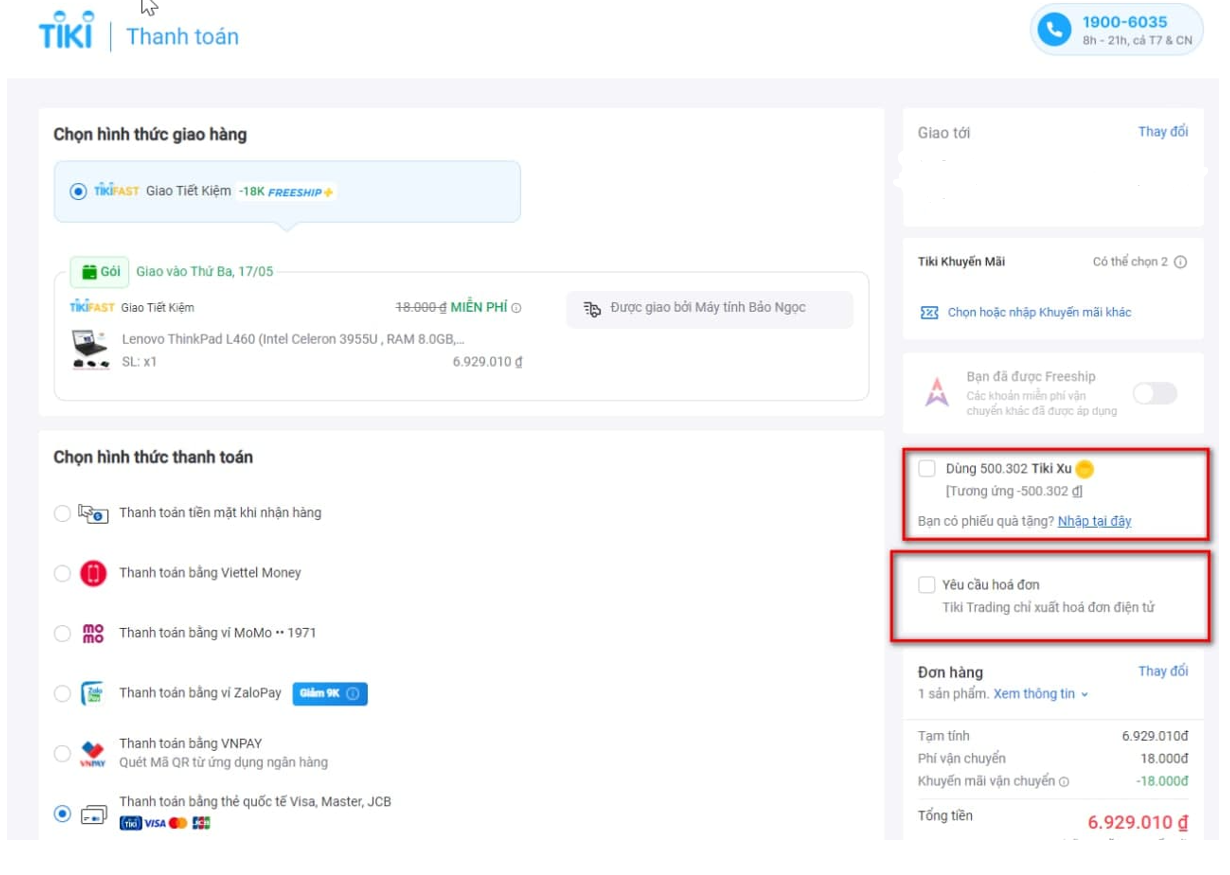 TIKI
Thanh toán
1900-6035
8h - 21h, cả T7 & CN
Chọn hình thức giao hàng
TIKIFAST Giao Tiết Kiệm -18K FREESHIP+
Gói Giao vào Thứ Ba, 17/05
TIKIFAST Giao Tiết Kiệm 18.000 ₫ MIỄN PHÍ
Lenovo ThinkPad L460 (Intel Celeron 3955U , RAM 8.0GB,...
SL: x1 6.929.010 ₫
Được giao bởi Máy tính Bảo Ngọc
Chọn hình thức thanh toán
Thanh toán tiền mặt khi nhận hàng
Thanh toán bằng Viettel Money
mo
mo
Thanh toán bằng ví MoMo •• 1971
Zalo
Pay
Thanh toán bằng ví ZaloPay Giảm 9K
VNPAY
Thanh toán bằng VNPAY
Quét Mã QR từ ứng dụng ngân hàng
Thanh toán bằng thẻ quốc tế Visa, Master, JCB
TIKI VISA JCB
Giao tới Thay đổi
Tiki Khuyến Mãi Có thể chọn 2
Chọn hoặc nhập Khuyến mãi khác
Bạn đã được Freeship
Các khoản miễn phí vận
chuyển khác đã được áp dụng
Dùng 500.302 Tiki Xu
[Tương ứng -500.302 ₫]
Bạn có phiếu quà tặng? Nhập tại đây
Yêu cầu hoá đơn
Tiki Trading chỉ xuất hoá đơn điện tử
Đơn hàng Thay đổi
1 sản phẩm. Xem thông tin
Tạm tính 6.929.010đ
Phí vận chuyển 18.000đ
Khuyến mãi vận chuyển -18.000đ
Tổng tiền 6.929.010 ₫